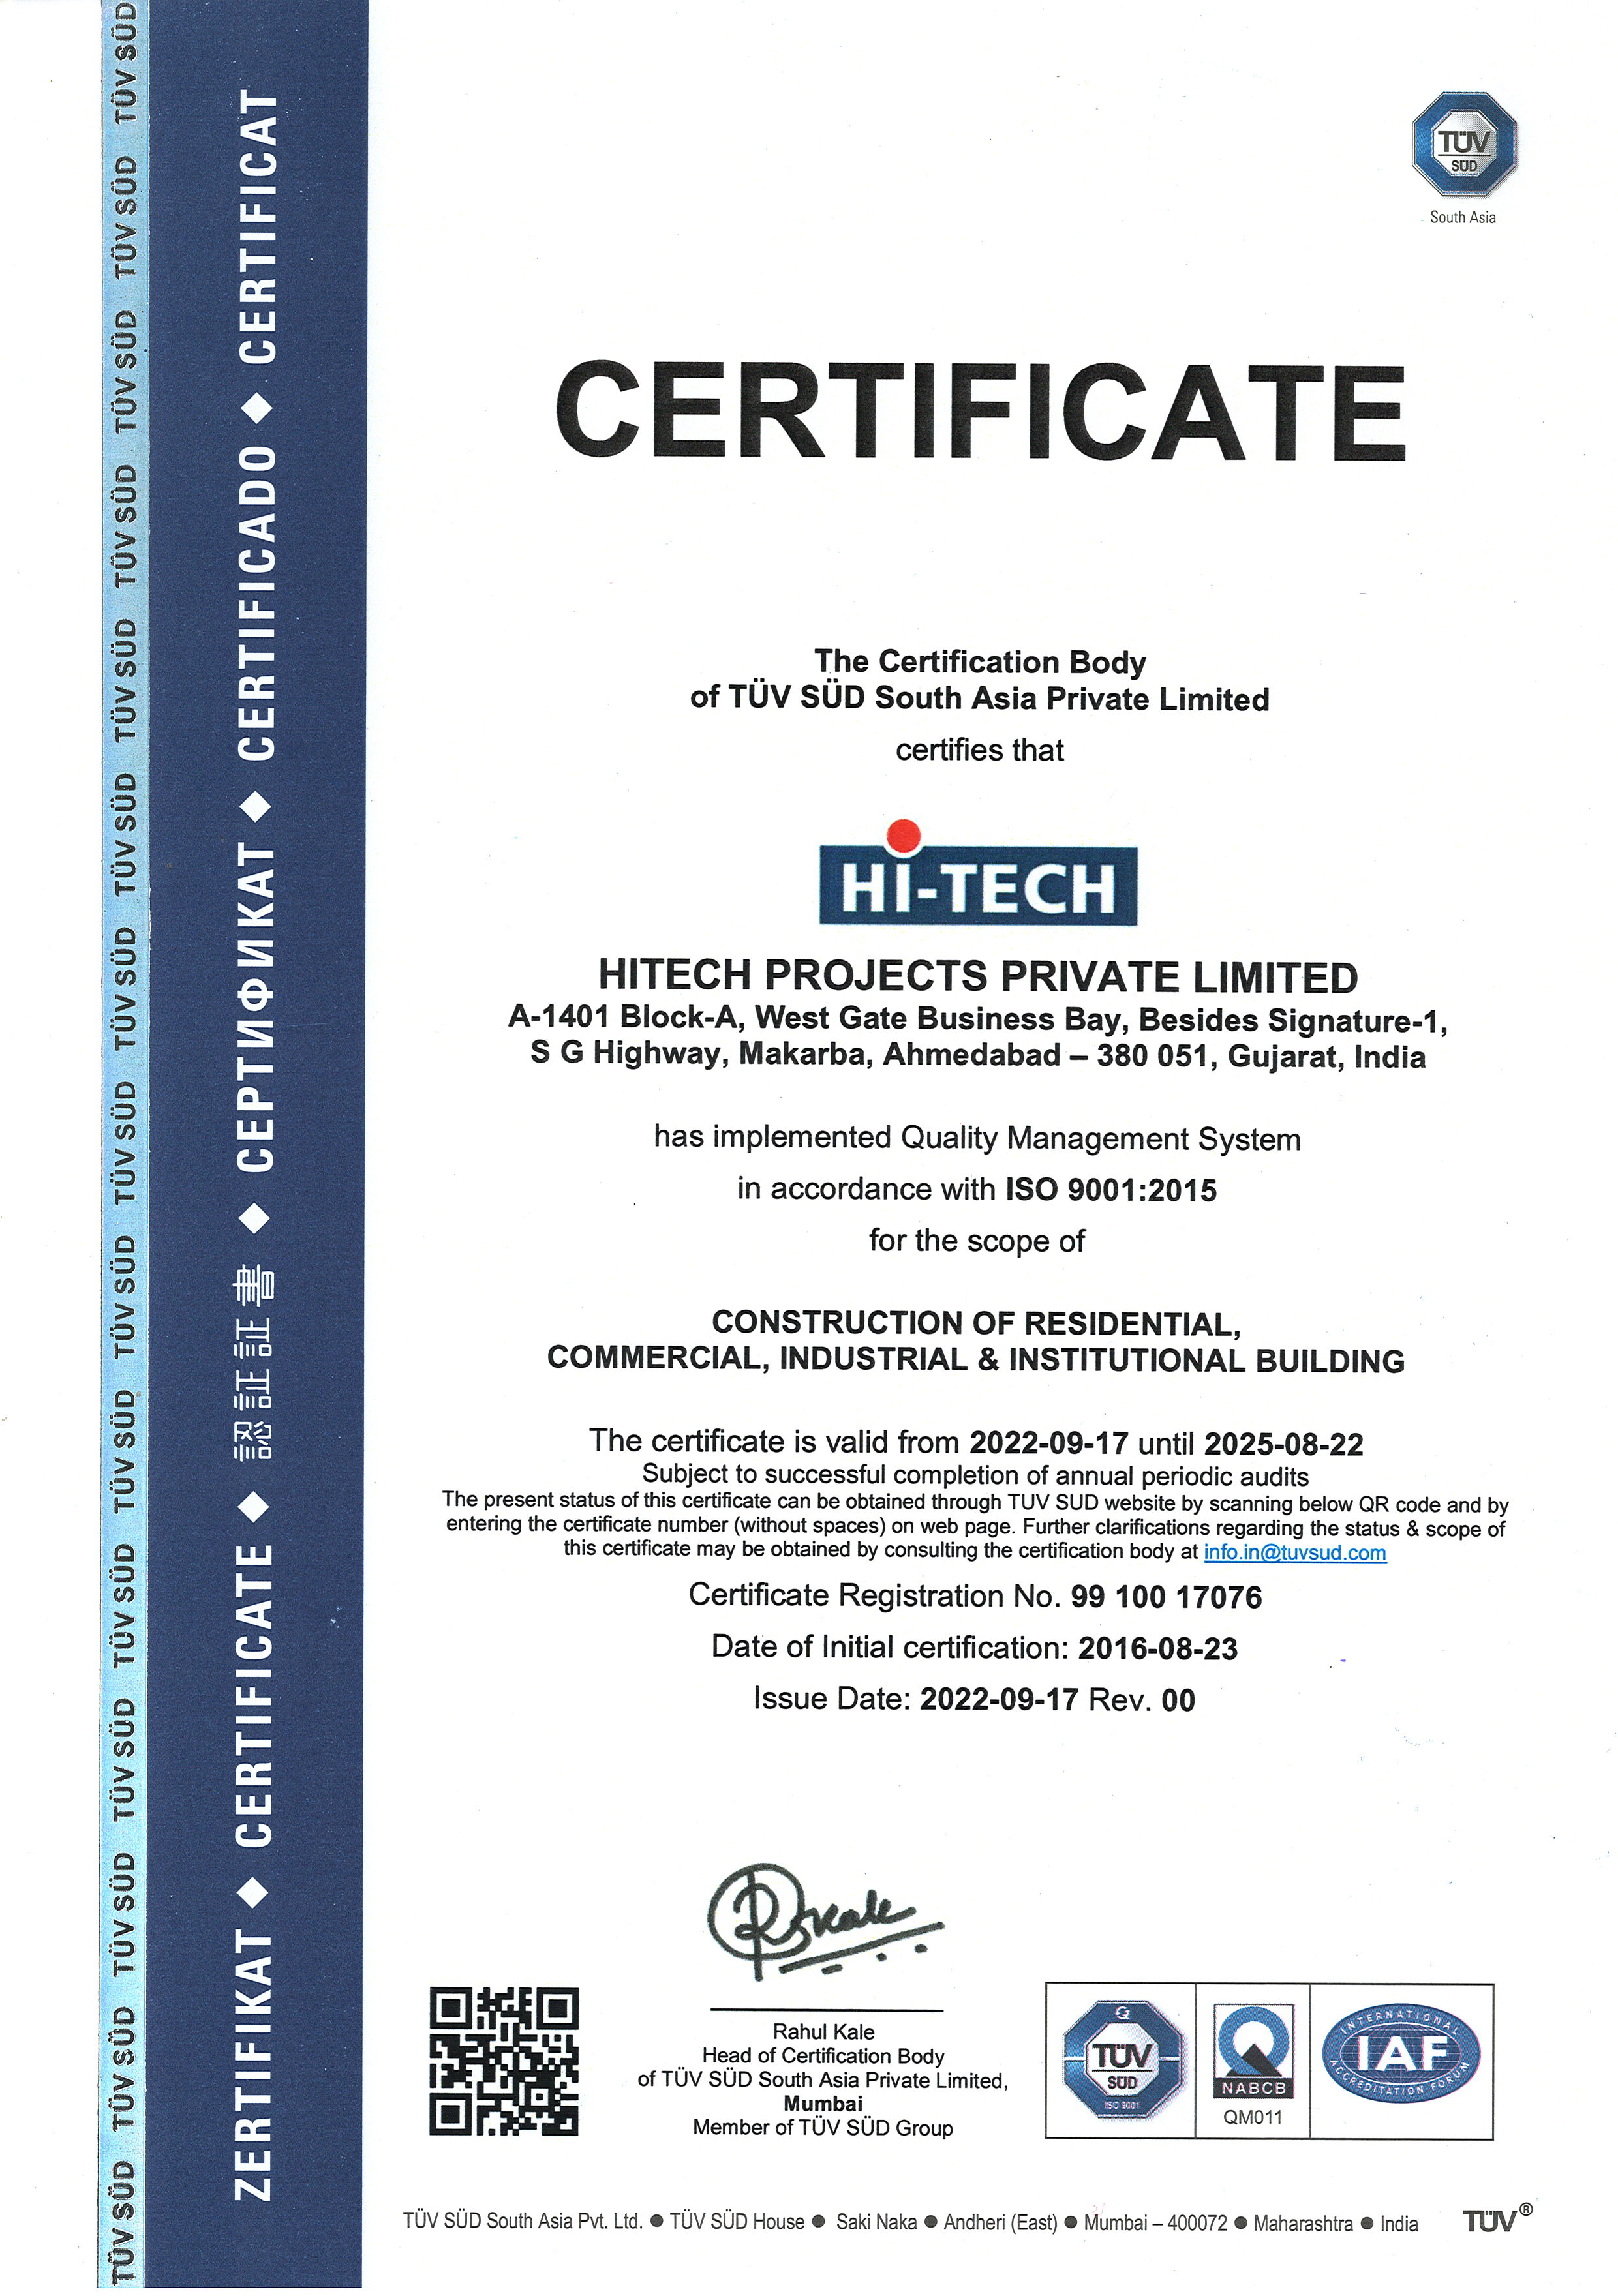 TÜV SÜD TÜV SÜD TÜV SÜD TÜV SÜD TÜV SÜD TÜV SÜD TÜV SÜD TÜV SÜD TÜV SÜD TÜV SÜD TÜV SÜD TÜV SÜD TÜV SÜD TÜV SÜD TÜV SÜD
ZERTIFIKAT ◆ CERTIFICATE ◆ 認証証書 ◆ СЕРТИФИКАТ ◆ CERTIFICADO ◆ CERTIFICAT
TÜV
SÜD
South Asia
CERTIFICATE
The Certification Body
of TÜV SÜD South Asia Private Limited
certifies that
Hi-TECH
HITECH PROJECTS PRIVATE LIMITED
A-1401 Block-A, West Gate Business Bay, Besides Signature-1,
S G Highway, Makarba, Ahmedabad – 380 051, Gujarat, India
has implemented Quality Management System
in accordance with ISO 9001:2015
for the scope of
CONSTRUCTION OF RESIDENTIAL,
COMMERCIAL, INDUSTRIAL & INSTITUTIONAL BUILDING
The certificate is valid from 2022-09-17 until 2025-08-22
Subject to successful completion of annual periodic audits
The present status of this certificate can be obtained through TUV SUD website by scanning below QR code and by
entering the certificate number (without spaces) on web page. Further clarifications regarding the status & scope of
this certificate may be obtained by consulting the certification body at info.in@tuvsud.com
Certificate Registration No. 99 100 17076
Date of Initial certification: 2016-08-23
Issue Date: 2022-09-17 Rev. 00
RSKale
Rahul Kale
Head of Certification Body
of TÜV SÜD South Asia Private Limited,
Mumbai
Member of TÜV SÜD Group
TÜV
SÜD
ISO 9001
NABCB
QM011
INTERNATIONAL
IAF
ACCREDITATION FORUM
TÜV SÜD South Asia Pvt. Ltd. ● TÜV SÜD House ● Saki Naka ● Andheri (East) ● Mumbai – 400072 ● Maharashtra ● India
TÜV®